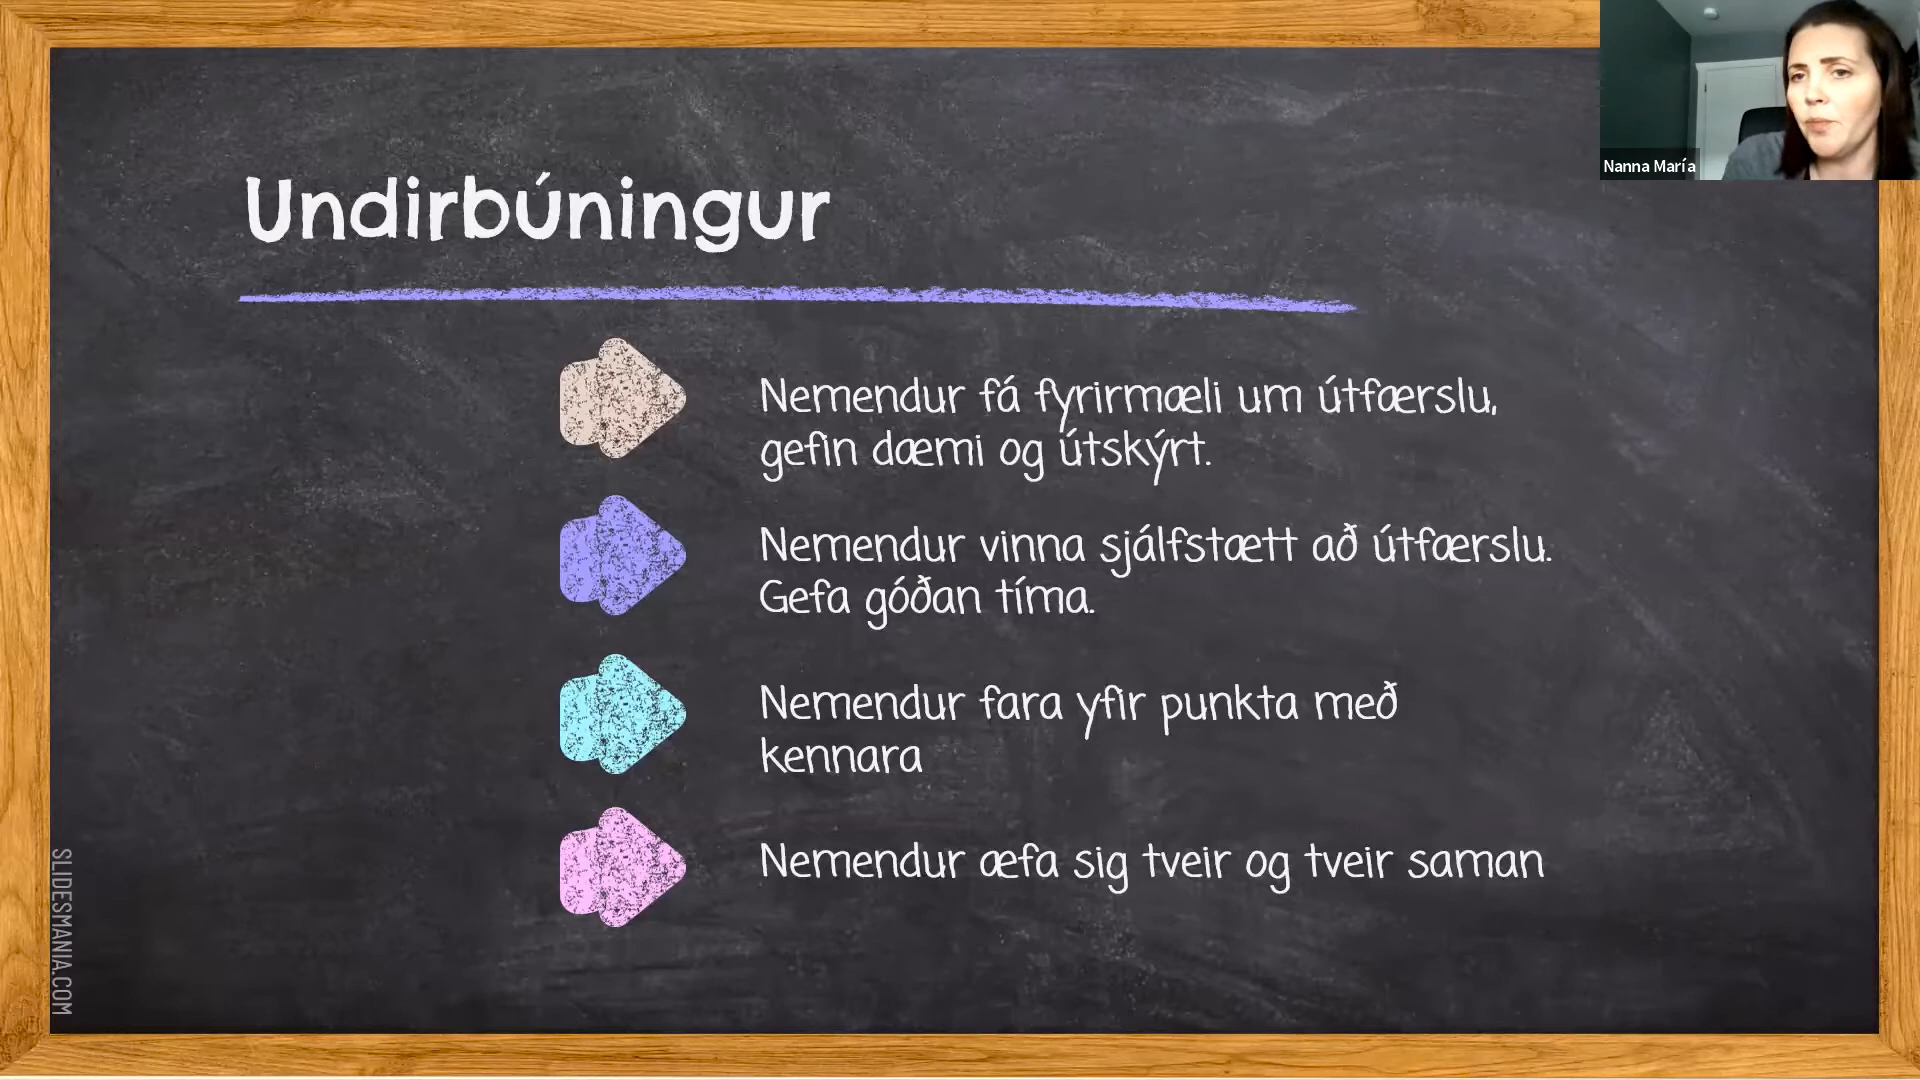 Nanna María
Undirbúningur
Nemendur fá fyrirmæli um útfærslu,
gefin dæmi og útskýrt.
Nemendur vinna sjálfstætt að útfærslu.
Gefa góðan tíma.
Nemendur fara yfir punkta með
kennara
Nemendur æfa sig tveir og tveir saman
SLIDESMANIA.COM